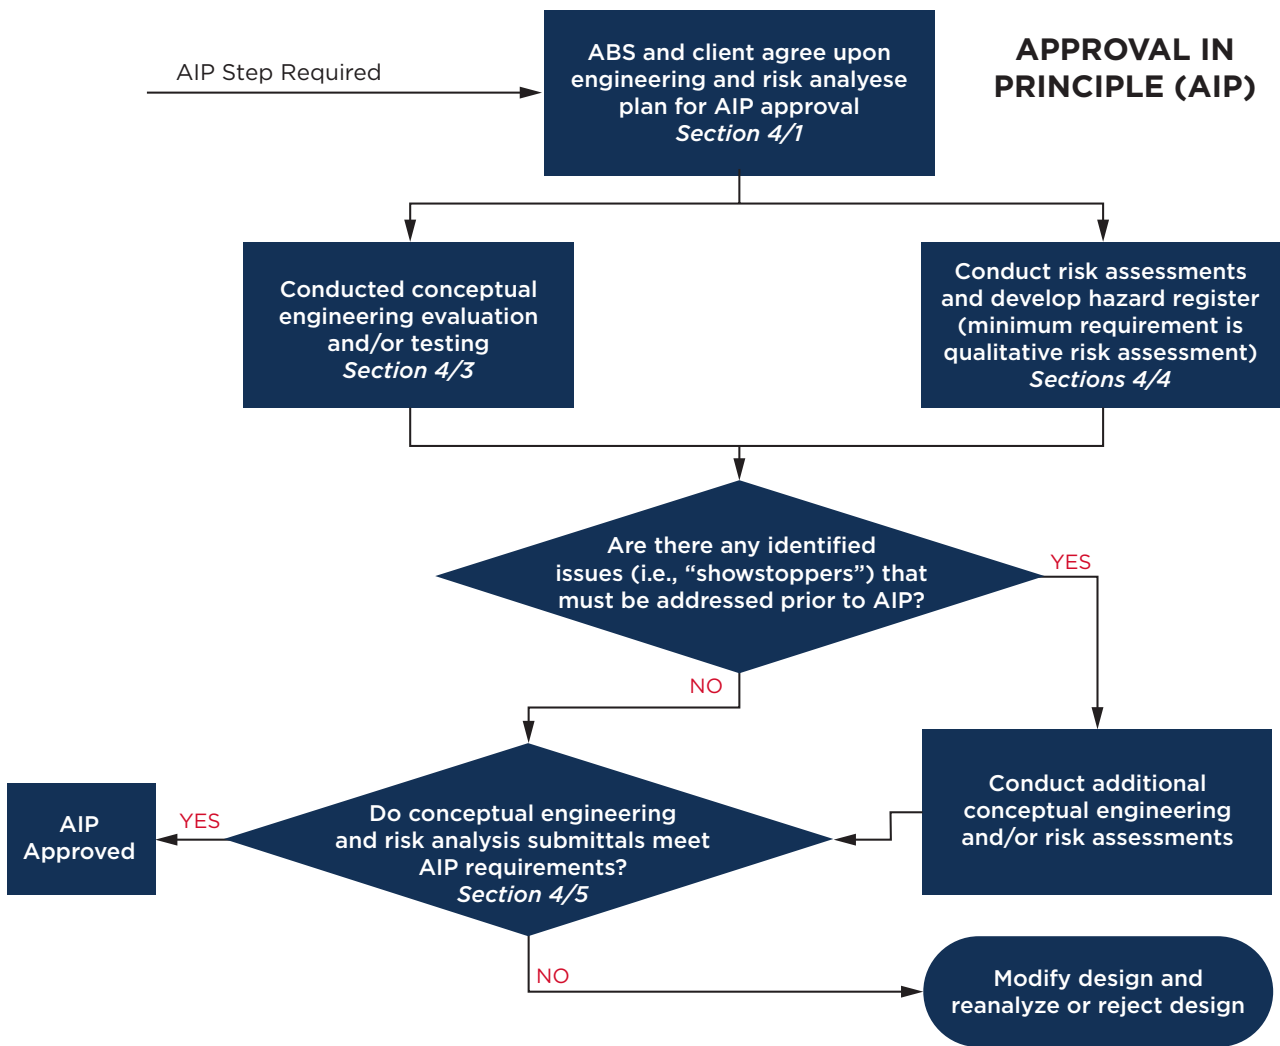 AIP Step Required
ABS and client agree upon
engineering and risk analyese
plan for AIP approval
Section 4/1
APPROVAL IN
PRINCIPLE (AIP)
Conducted conceptual
engineering evaluation
and/or testing
Section 4/3
Conduct risk assessments
and develop hazard register
(minimum requirement is
qualitative risk assessment)
Sections 4/4
Are there any identified
issues (i.e., “showstoppers”) that
must be addressed prior to AIP?
YES
NO
AIP
Approved
YES
Do conceptual engineering
and risk analysis submittals meet
AIP requirements?
Section 4/5
Conduct additional
conceptual engineering
and/or risk assessments
NO
Modify design and
reanalyze or reject design